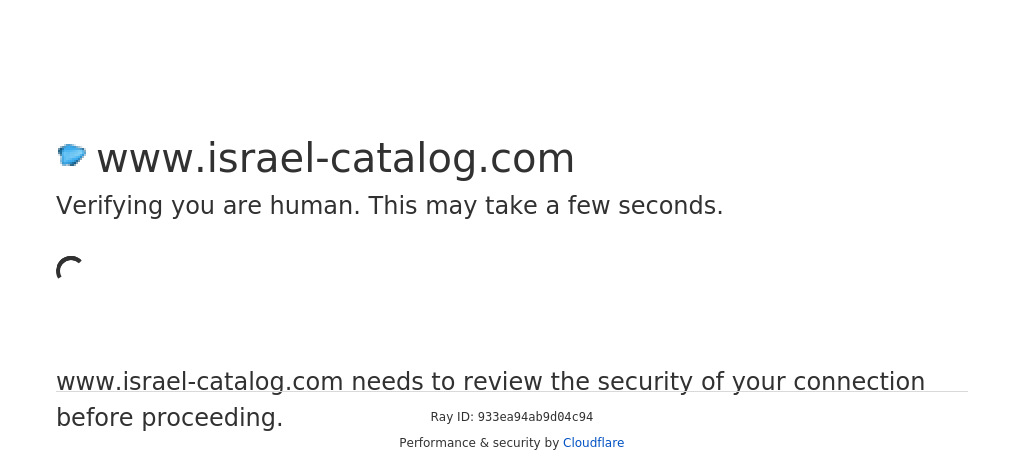 www.israel-catalog.com
Verifying you are human. This may take a few seconds.
www.israel-catalog.com needs to review the security of your connection
before proceeding.
Ray ID: 933ea94ab9d04c94
Performance & security by Cloudflare